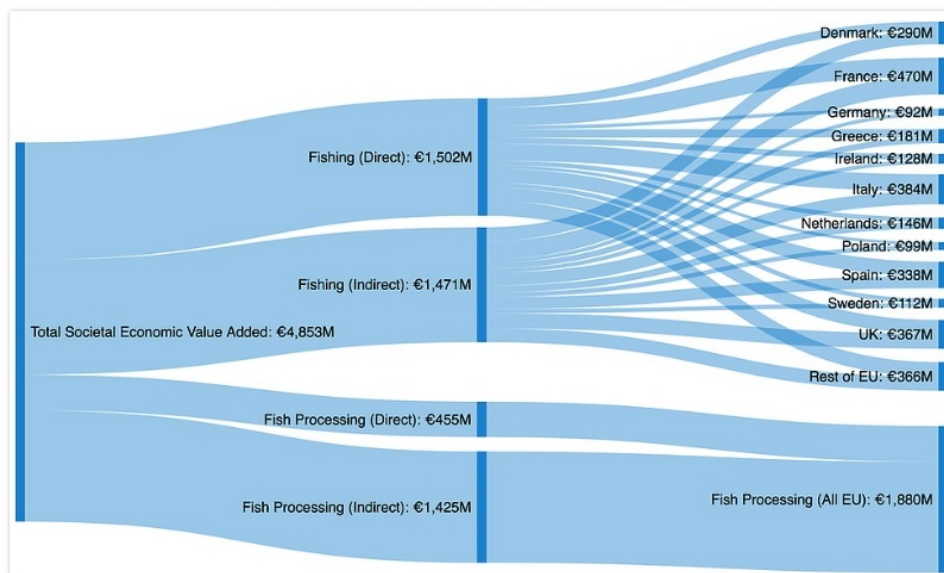 Denmark: €290M
France: €470M
Germany: €92M
Greece: €181M
Ireland: €128M
Italy: €384M
Netherlands: €146M
Poland: €99M
Spain: €338M
Sweden: €112M
UK: €367M
Rest of EU: €366M
Fishing (Direct): €1,502M
Fishing (Indirect): €1,471M
Total Societal Economic Value Added: €4,853M
Fish Processing (Direct): €455M
Fish Processing (Indirect): €1,425M
Fish Processing (All EU): €1,880M